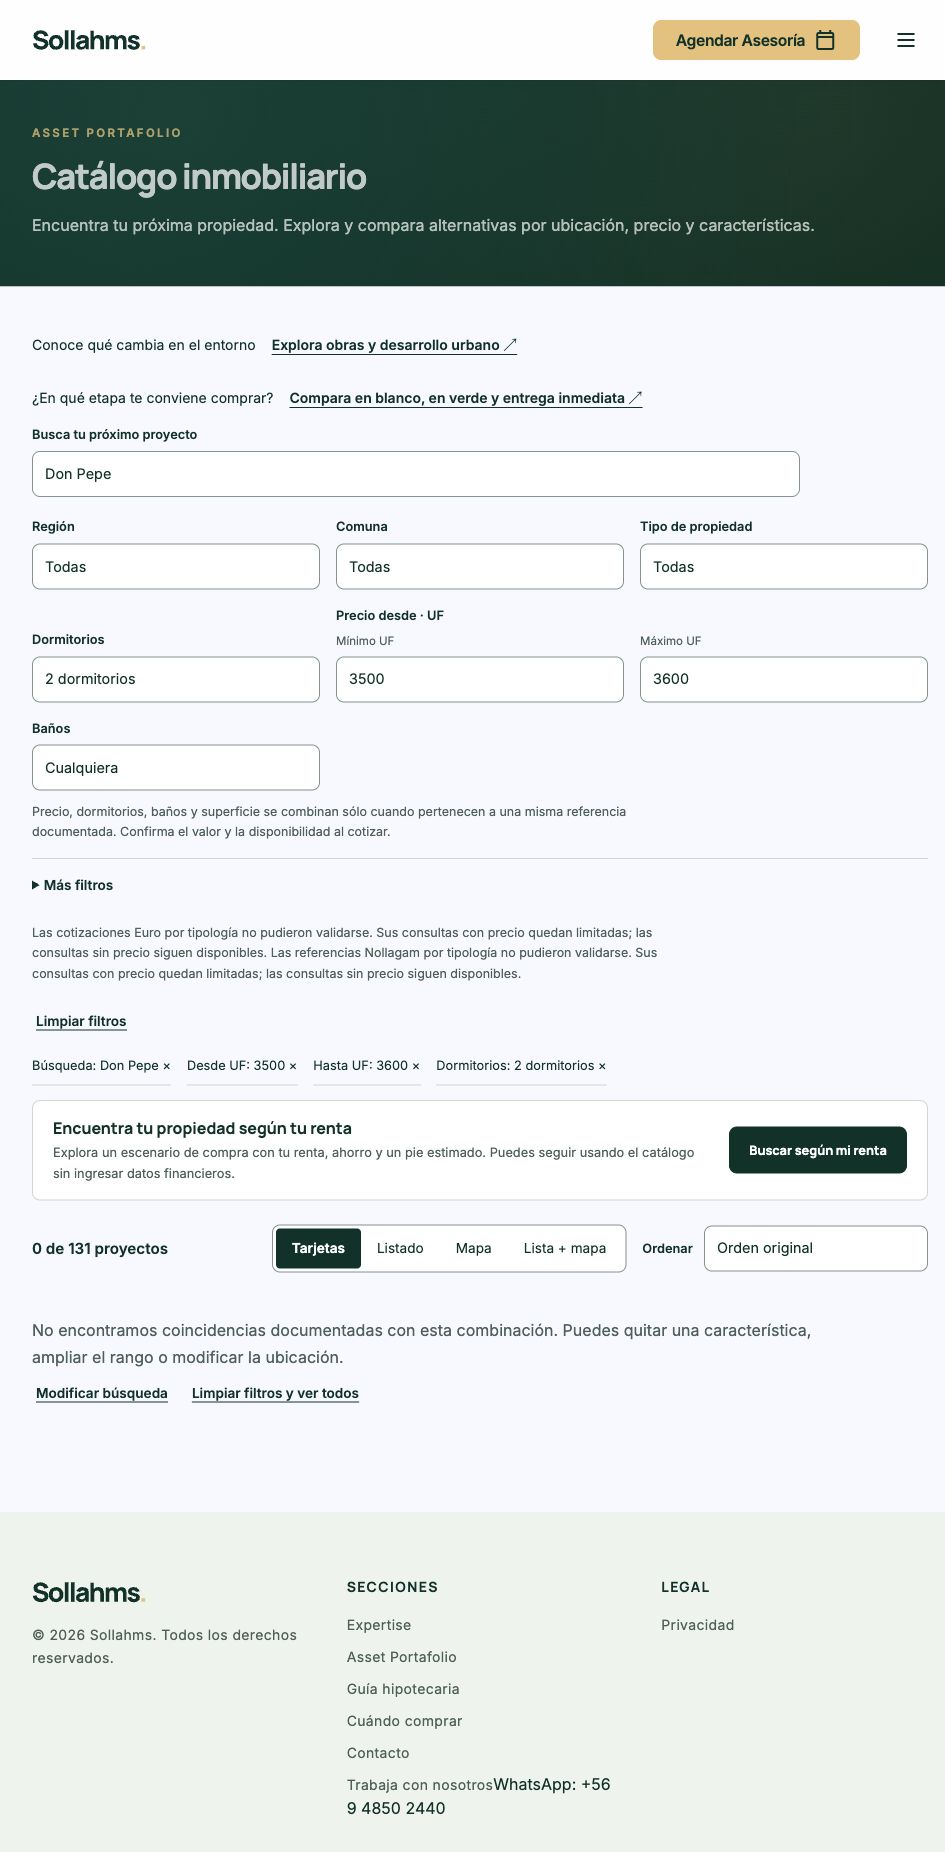 Sollahms.
Agendar Asesoría
ASSET PORTAFOLIO
Catálogo inmobiliario
Encuentra tu próxima propiedad. Explora y compara alternativas por ubicación, precio y características.
Conoce qué cambia en el entorno Explora obras y desarrollo urbano ↗
¿En qué etapa te conviene comprar? Compara en blanco, en verde y entrega inmediata ↗
Busca tu próximo proyecto
Don Pepe
Región Comuna Tipo de propiedad
Todas Todas Todas
Precio desde · UF
Dormitorios Mínimo UF Máximo UF
2 dormitorios 3500 3600
Baños
Cualquiera
Precio, dormitorios, baños y superficie se combinan sólo cuando pertenecen a una misma referencia
documentada. Confirma el valor y la disponibilidad al cotizar.
▶ Más filtros
Las cotizaciones Euro por tipología no pudieron validarse. Sus consultas con precio quedan limitadas; las
consultas sin precio siguen disponibles. Las referencias Nollagam por tipología no pudieron validarse. Sus
consultas con precio quedan limitadas; las consultas sin precio siguen disponibles.
Limpiar filtros
Búsqueda: Don Pepe × Desde UF: 3500 × Hasta UF: 3600 × Dormitorios: 2 dormitorios ×
Encuentra tu propiedad según tu renta
Explora un escenario de compra con tu renta, ahorro y un pie estimado. Puedes seguir usando el catálogo
sin ingresar datos financieros.
Buscar según mi renta
0 de 131 proyectos Tarjetas Listado Mapa Lista + mapa Ordenar Orden original
No encontramos coincidencias documentadas con esta combinación. Puedes quitar una característica,
ampliar el rango o modificar la ubicación.
Modificar búsqueda Limpiar filtros y ver todos
Sollahms.
© 2026 Sollahms. Todos los derechos
reservados.
SECCIONES
Expertise
Asset Portafolio
Guía hipotecaria
Cuándo comprar
Contacto
Trabaja con nosotrosWhatsApp: +56
9 4850 2440
LEGAL
Privacidad